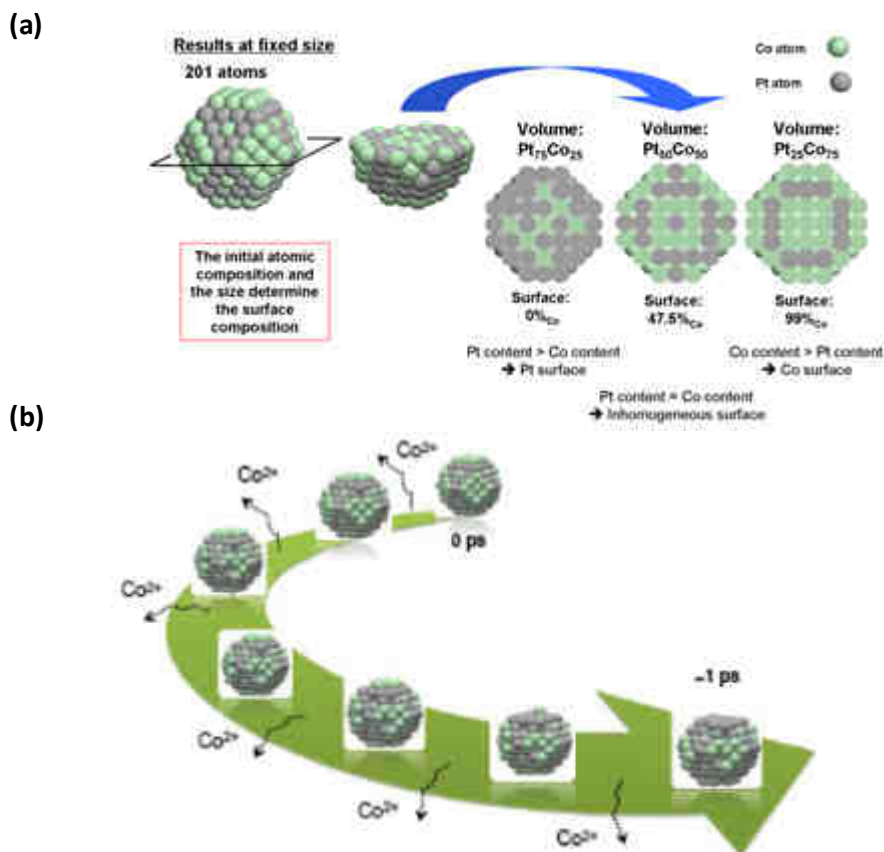 (a)
Results at fixed size
201 atoms
Co atom
Pt atom
Volume:
Pt₇₅Co₂₅
Volume:
Pt₅₀Co₅₀
Volume:
Pt₂₅Co₇₅
The initial atomic
composition and
the size determine
the surface
composition
Surface:
0%Co
Surface:
47.5%Co
Surface:
99%Co
Pt content > Co content
➔ Pt surface
Co content > Pt content
➔ Co surface
Pt content = Co content
➔ Inhomogeneous surface
(b)
Co²⁺
Co²⁺
0 ps
Co²⁺
~1 ps
Co²⁺
Co²⁺
Co²⁺